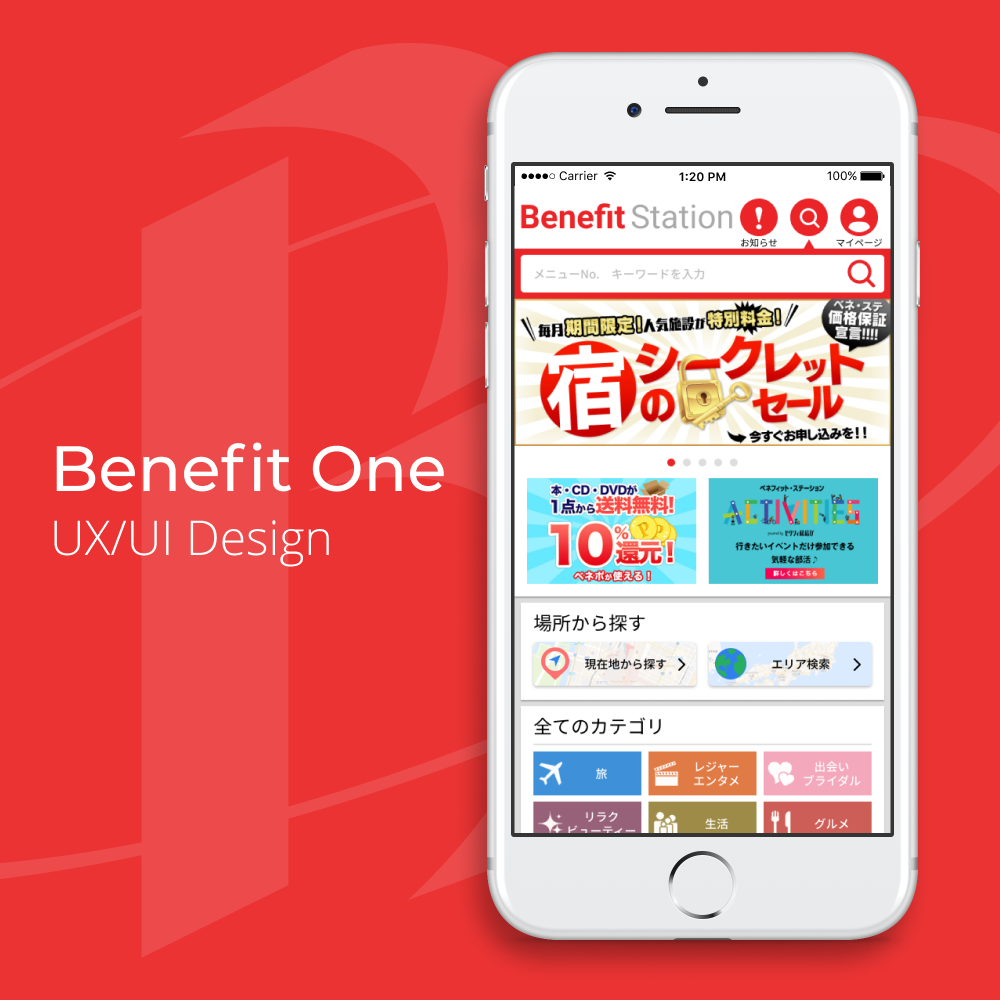 Benefit One
UX/UI Design
Carrier
1:20 PM
100%
Benefit Station
お知らせ
マイページ
メニューNo. キーワードを入力
毎月期間限定!人気施設が特別料金!
ベネ・ステ
価格保証
宣言!!!!
宿のシークレット
セール
今すぐお申し込みを!!
本・CD・DVDが
1点から送料無料!
10%還元!
ベネポが使える!
ベネフィット・ステーション
ACTIVITIES
行きたいイベントだけ参加できる
気軽な部活♪
詳しくはこちら
場所から探す
現在地から探す
エリア検索
全てのカテゴリ
旅
レジャー
エンタメ
出会い
ブライダル
リラク
ビューティー
生活
グルメ